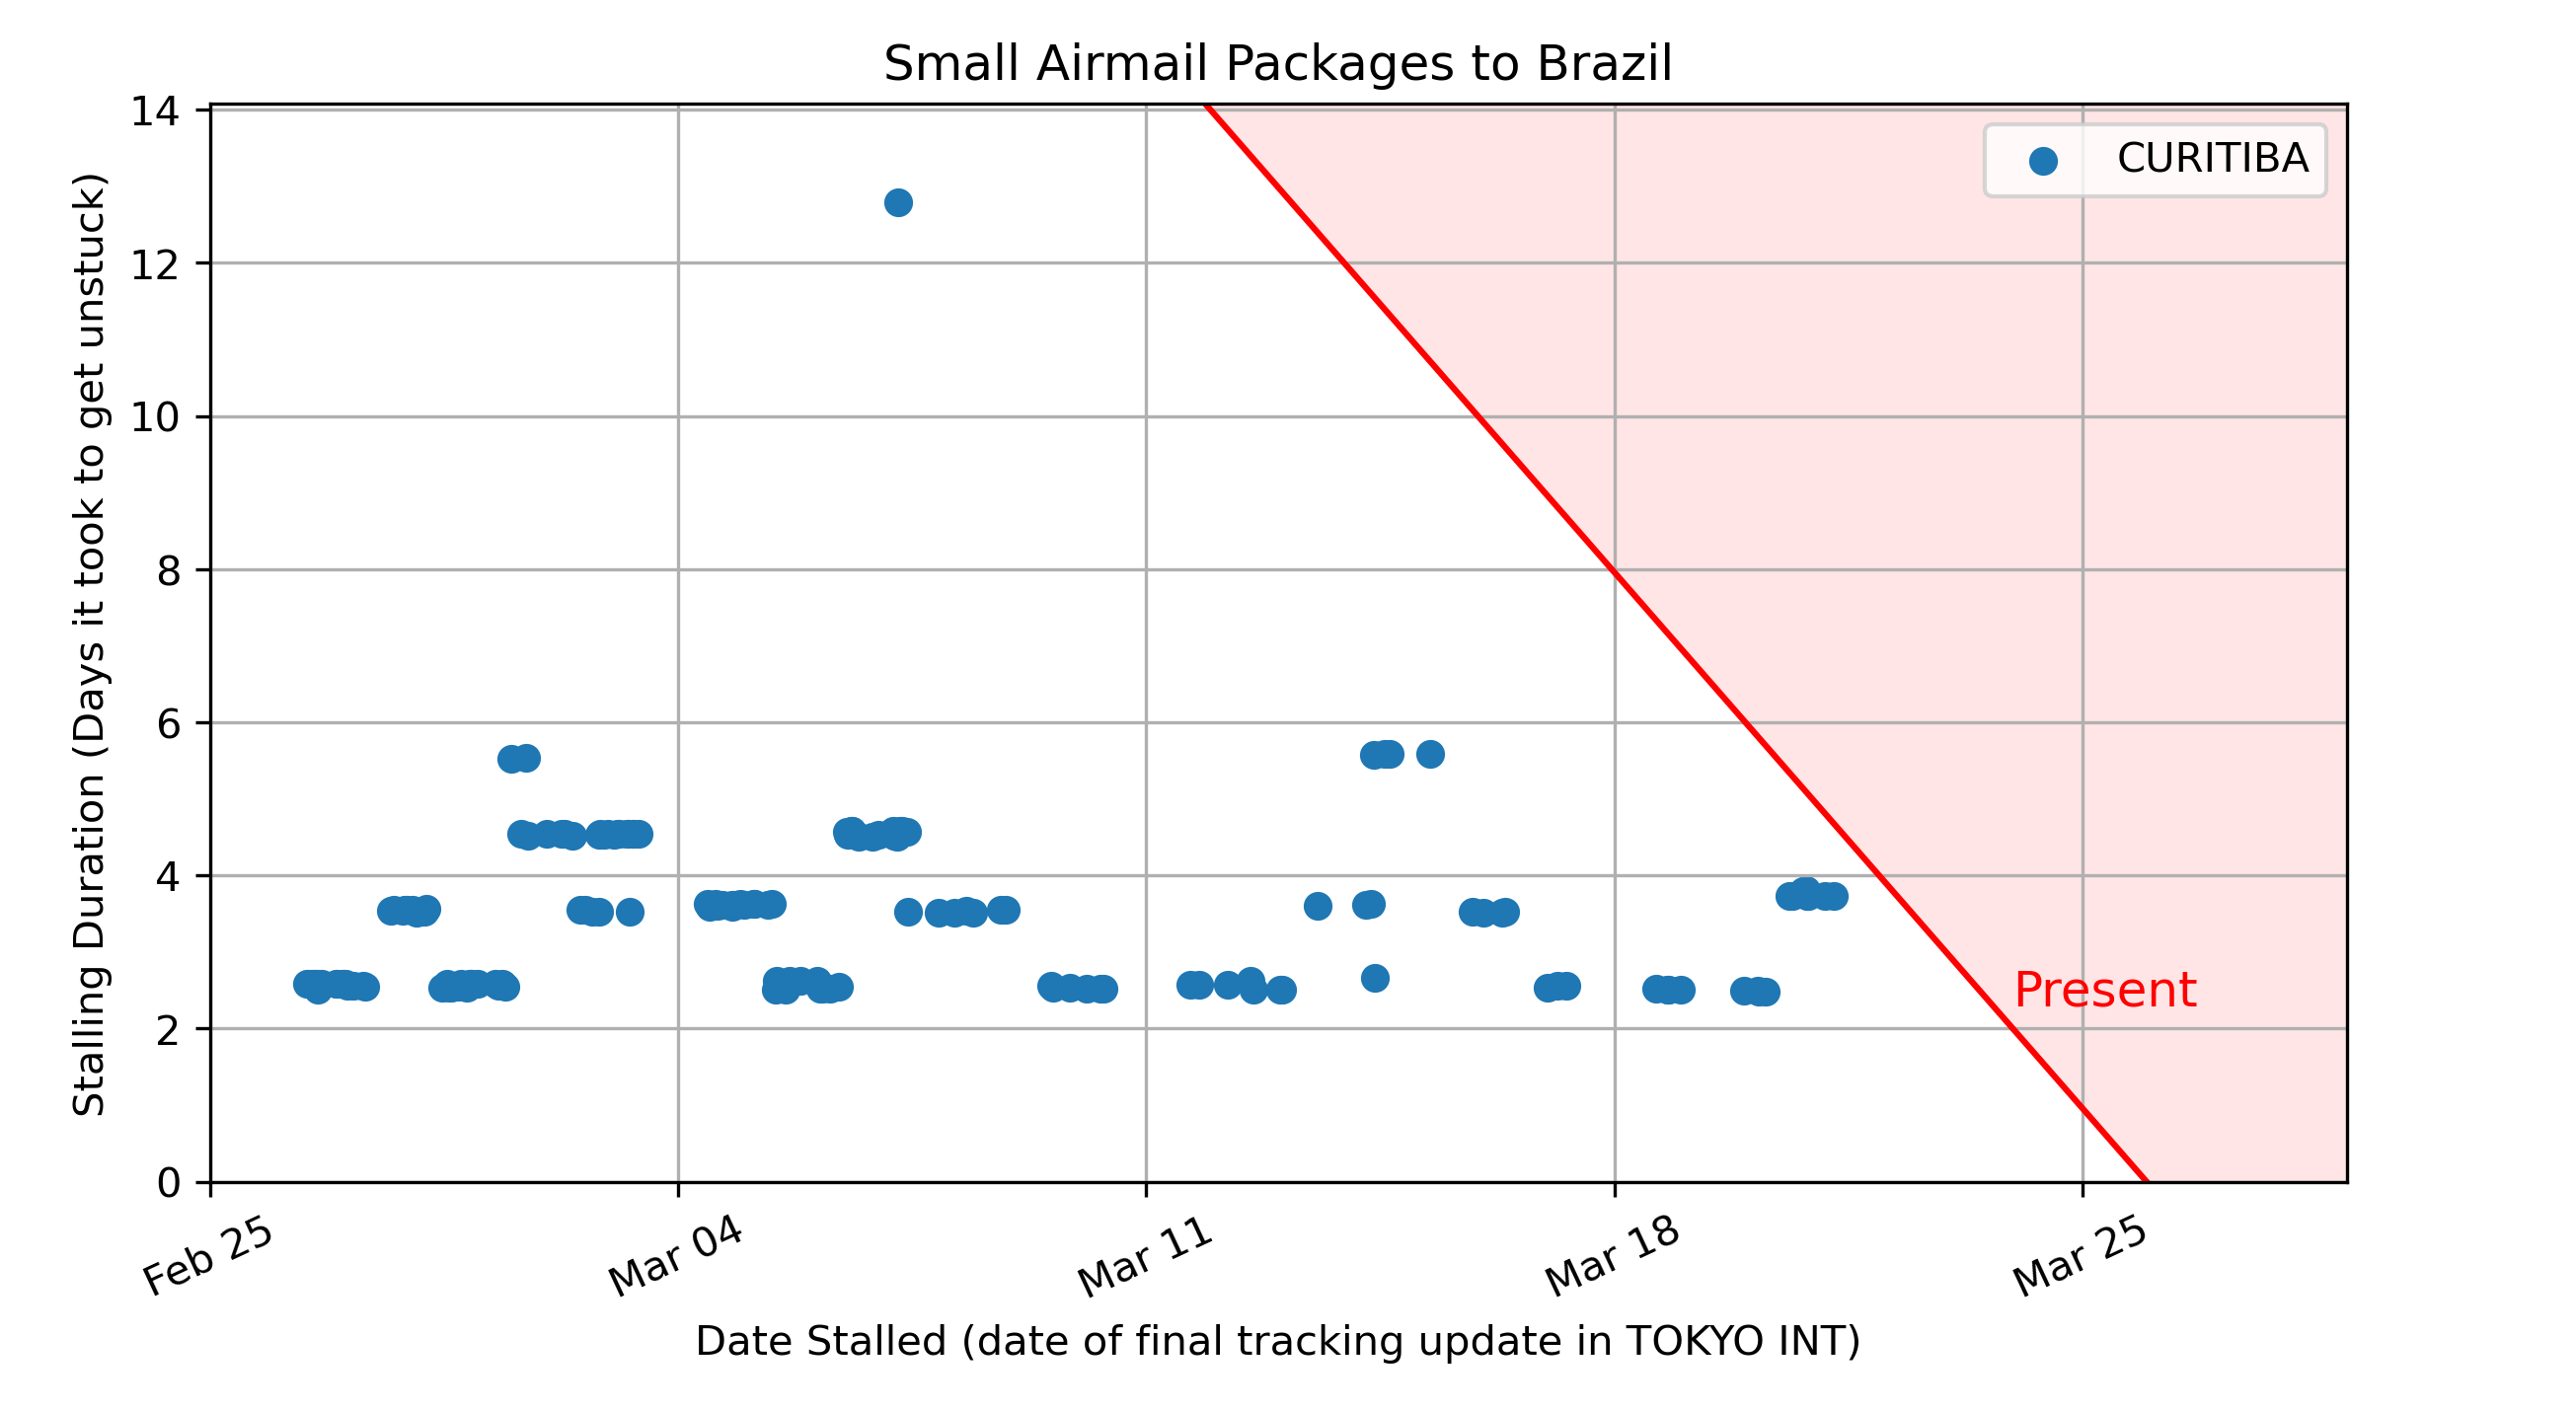 Small Airmail Packages to Brazil
Stalling Duration (Days it took to get unstuck)
14
12
10
8
6
4
2
0
CURITIBA
Present
Feb 25
Mar 04
Mar 11
Mar 18
Mar 25
Date Stalled (date of final tracking update in TOKYO INT)